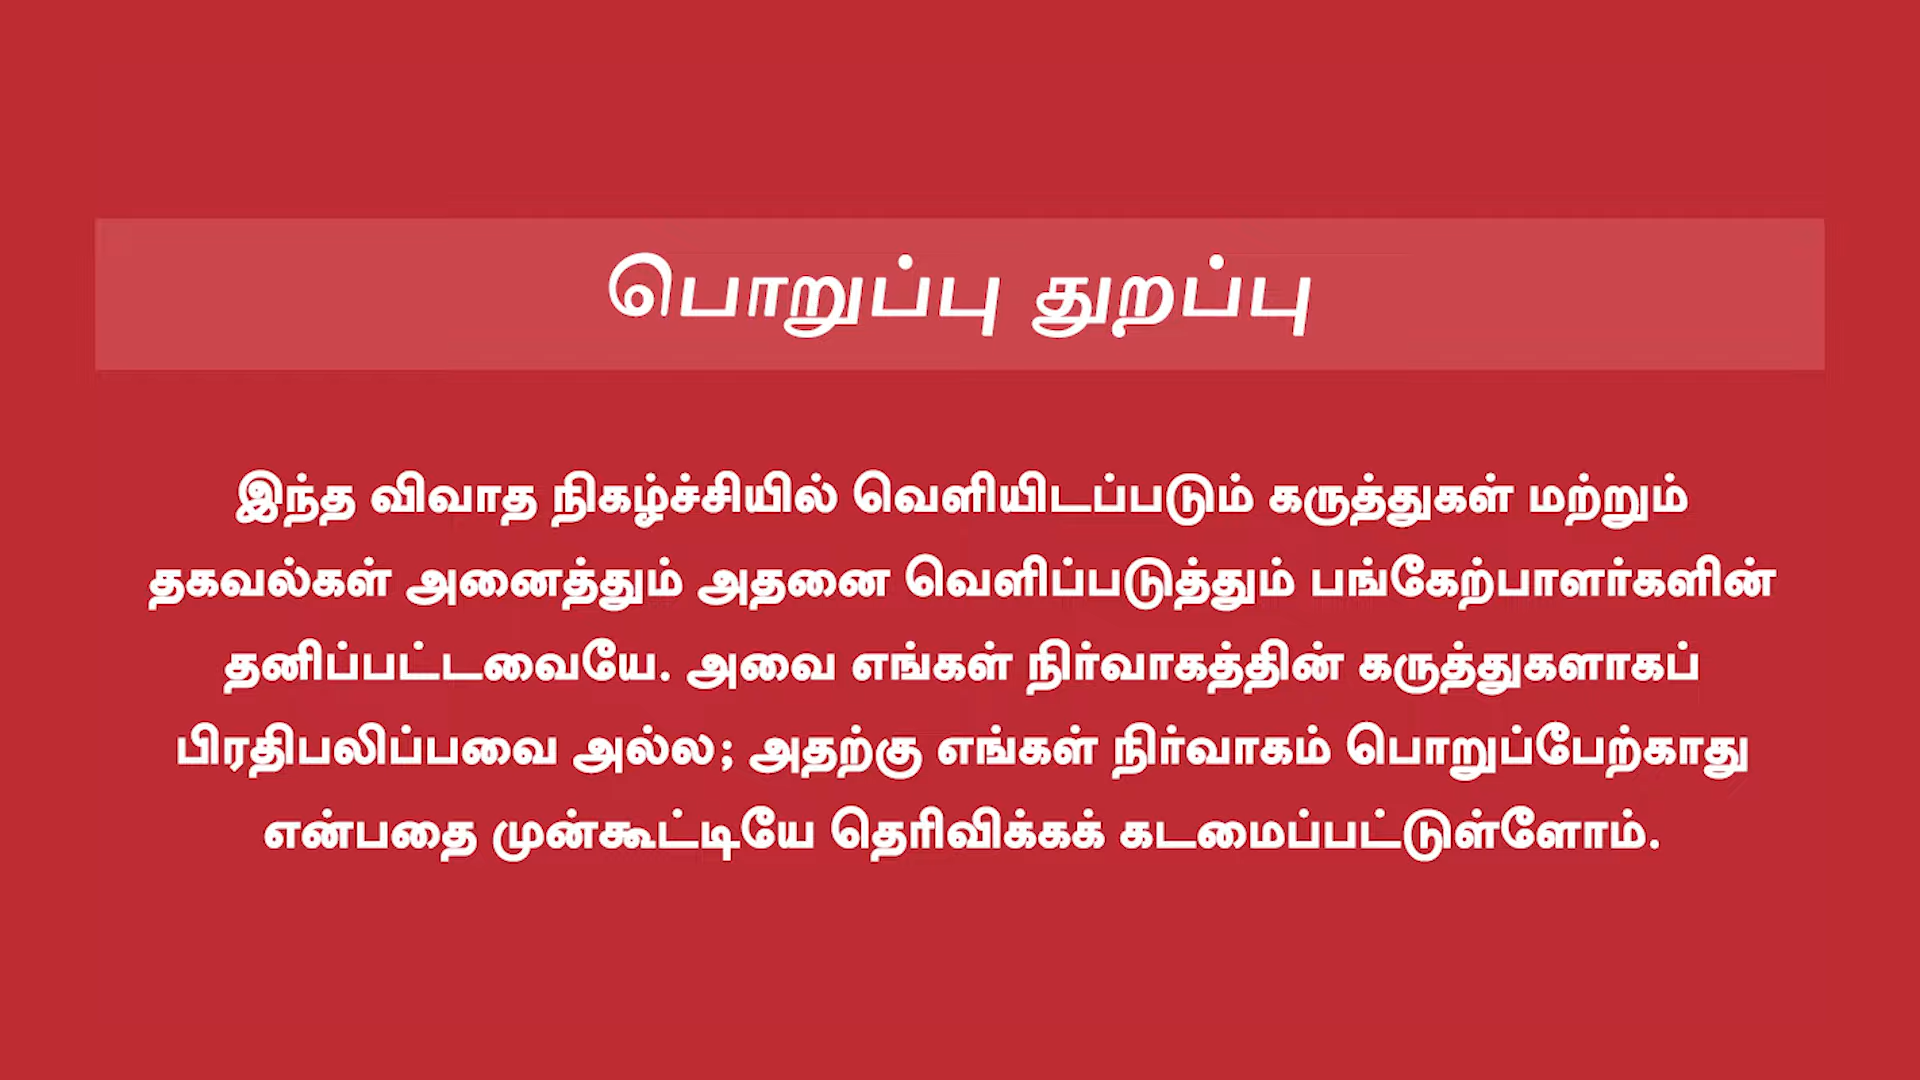 பொறுப்பு துறப்பு
இந்த விவாத நிகழ்ச்சியில் வெளியிடப்படும் கருத்துகள் மற்றும்
தகவல்கள் அனைத்தும் அதனை வெளிப்படுத்தும் பங்கேற்பாளர்களின்
தனிப்பட்டவையே. அவை எங்கள் நிர்வாகத்தின் கருத்துகளாகப்
பிரதிபலிப்பவை அல்ல; அதற்கு எங்கள் நிர்வாகம் பொறுப்பேற்காது
என்பதை முன்கூட்டியே தெரிவிக்கக் கடமைப்பட்டுள்ளோம்.